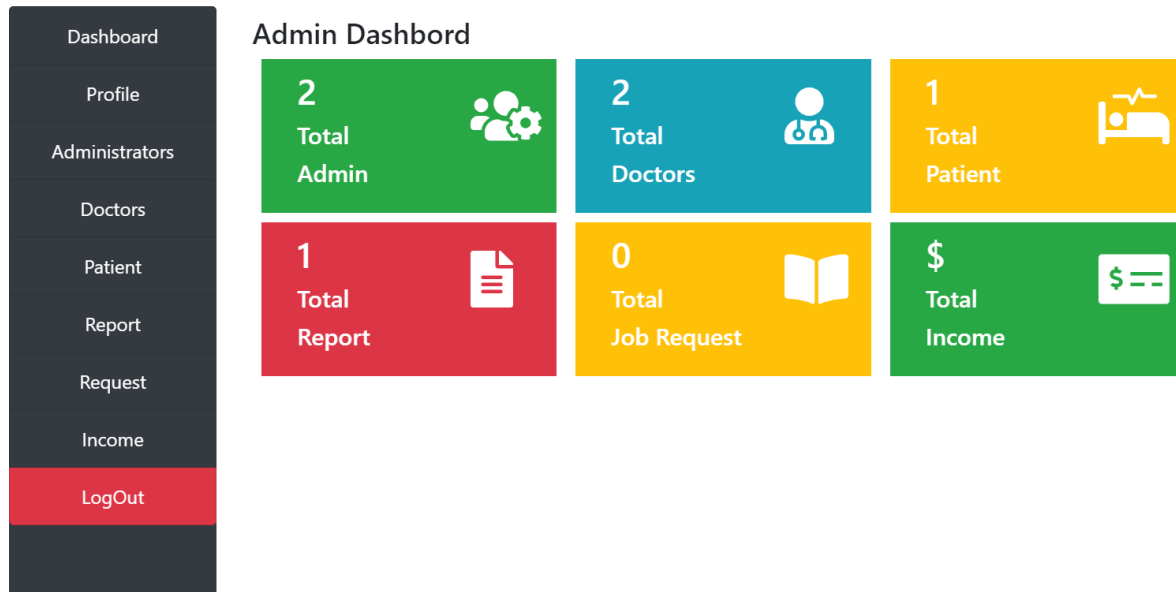 Dashboard
Profile
Administrators
Doctors
Patient
Report
Request
Income
LogOut
Admin Dashbord
2
Total
Admin
2
Total
Doctors
1
Total
Patient
1
Total
Report
0
Total
Job Request
$
Total
Income
$